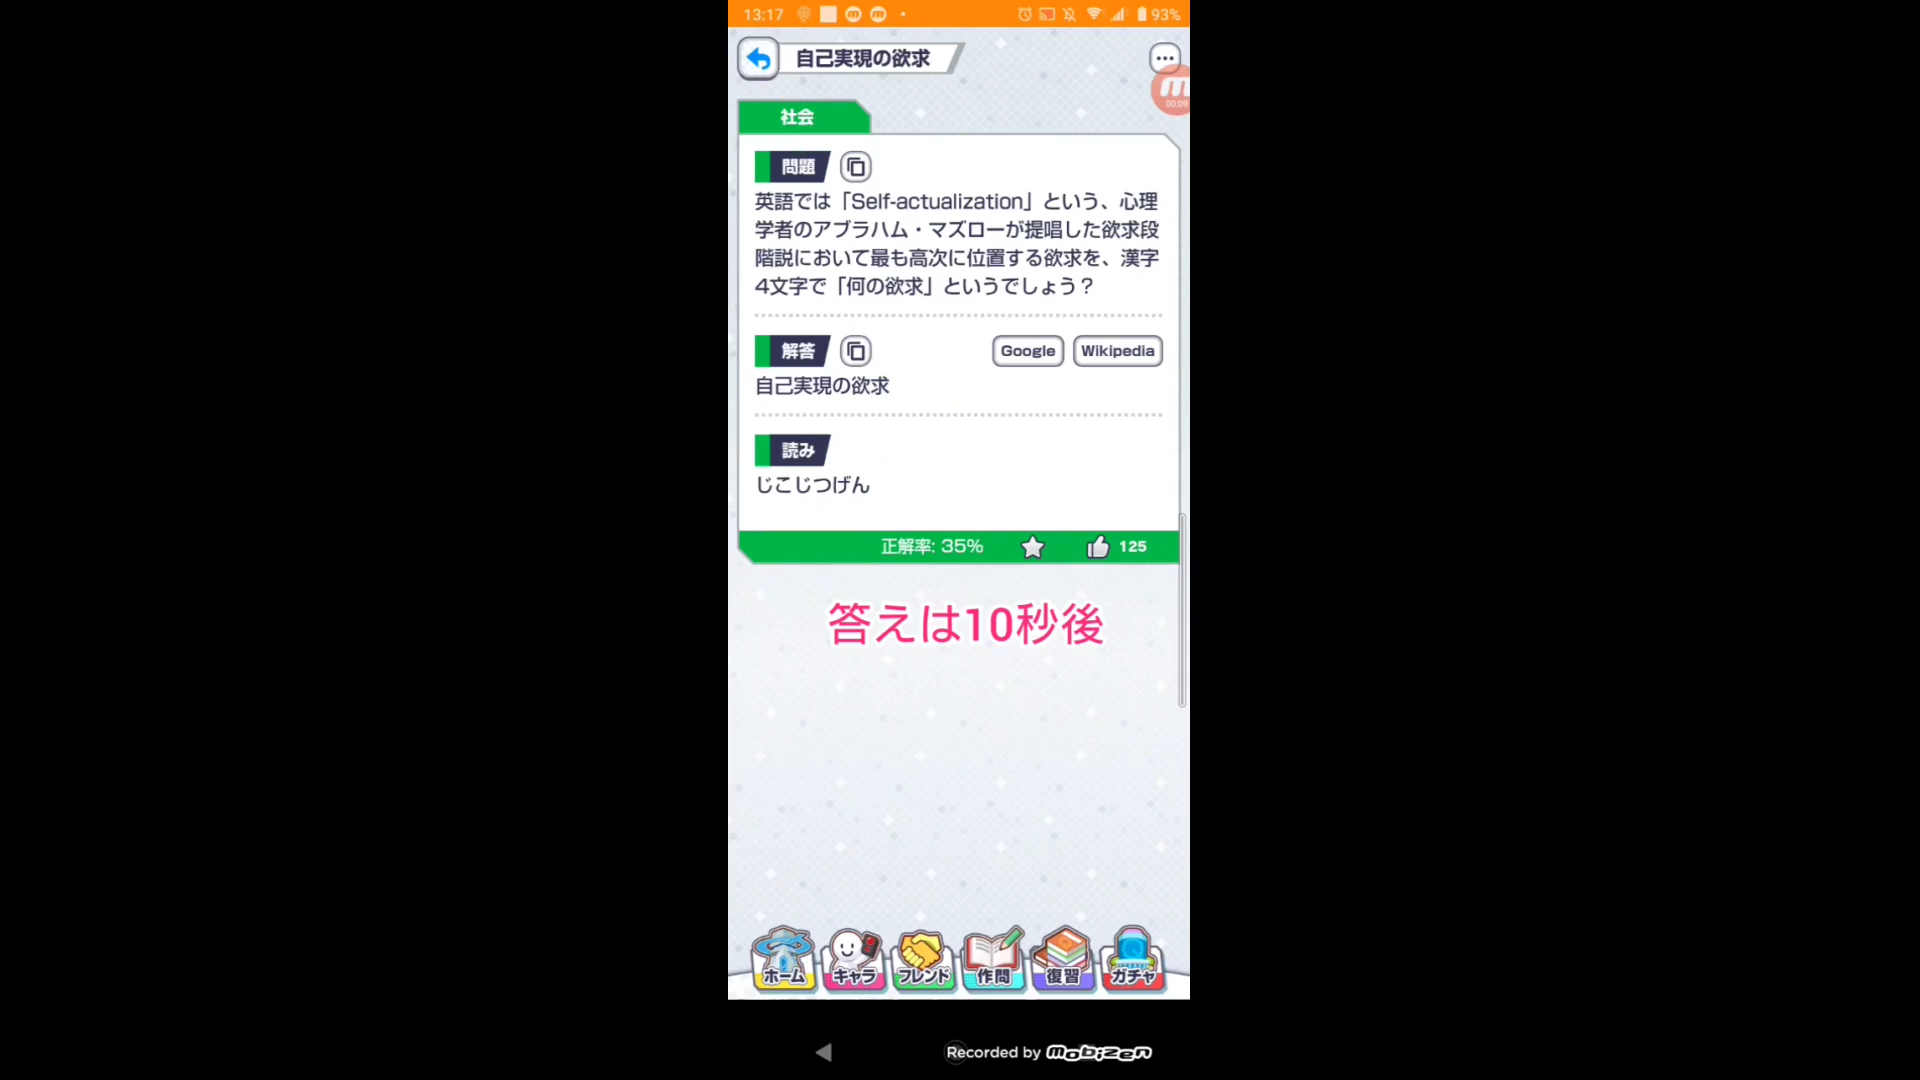 13:17
93%
自己実現の欲求
00:09
社会
問題
英語では「Self-actualization」という、心理
学者のアブラハム・マズローが提唱した欲求段
階説において最も高次に位置する欲求を、漢字
4文字で「何の欲求」というでしょう？
解答
Google
Wikipedia
自己実現の欲求
読み
じこじつげん
正解率: 35%
125
答えは10秒後
ホーム
キャラ
フレンド
作問
復習
ガチャ
Recorded by mobizen